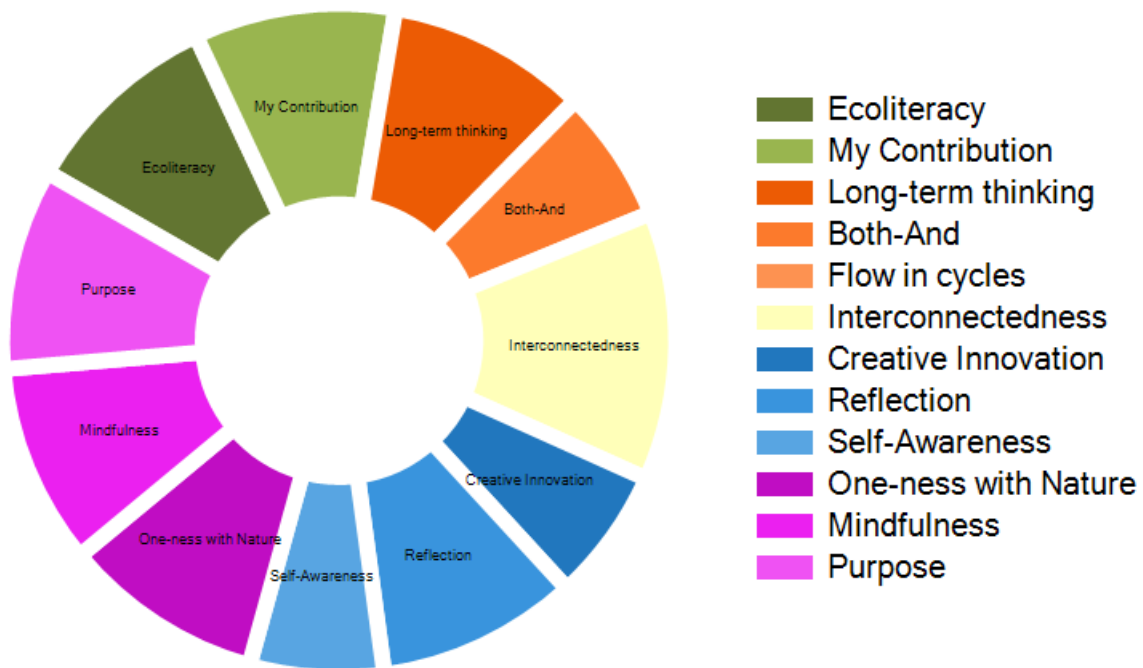 My Contribution
Long-term thinking
Ecoliteracy
Both-And
Purpose
Interconnectedness
Mindfulness
Creative Innovation
One-ness with Nature
Reflection
Self-Awareness
Ecoliteracy
My Contribution
Long-term thinking
Both-And
Flow in cycles
Interconnectedness
Creative Innovation
Reflection
Self-Awareness
One-ness with Nature
Mindfulness
Purpose